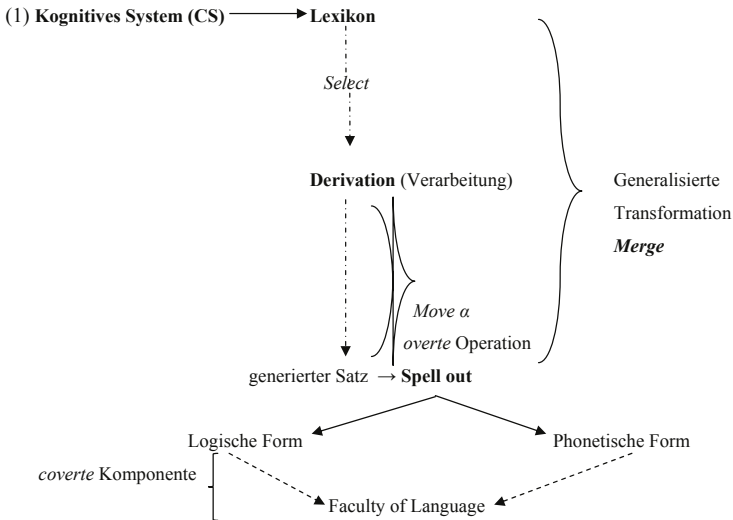 (1) Kognitives System (CS) Lexikon
Select
Derivation (Verarbeitung)
Generalisierte
Transformation
Merge
Move α
overte Operation
generierter Satz → Spell out
Logische Form Phonetische Form
coverte Komponente
Faculty of Language